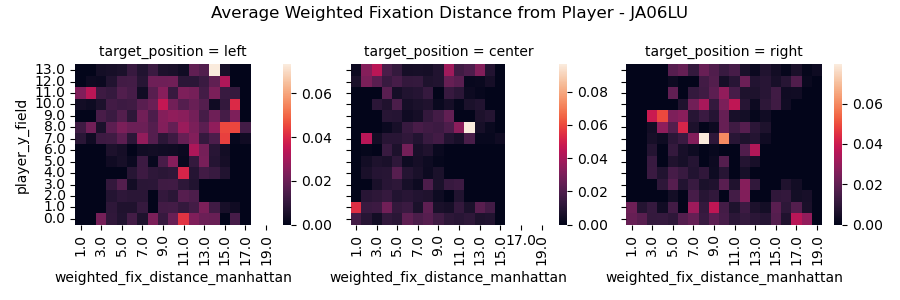 Average Weighted Fixation Distance from Player - JA06LU
target_position = left
target_position = center
target_position = right
player_y_field
13.0
12.0
11.0
10.0
9.0
8.0
7.0
6.0
5.0
4.0
3.0
2.0
1.0
0.0
0.06
0.04
0.02
0.00
0.08
0.06
0.04
0.02
0.00
0.06
0.04
0.02
0.00
1.0 3.0 5.0 7.0 9.0 11.0 13.0 15.0 17.0 19.0
1.0 3.0 5.0 7.0 9.0 11.0 13.0 15.0 17.0 19.0
1.0 3.0 5.0 7.0 9.0 11.0 13.0 15.0 17.0 19.0
weighted_fix_distance_manhattan
weighted_fix_distance_manhattan
weighted_fix_distance_manhattan